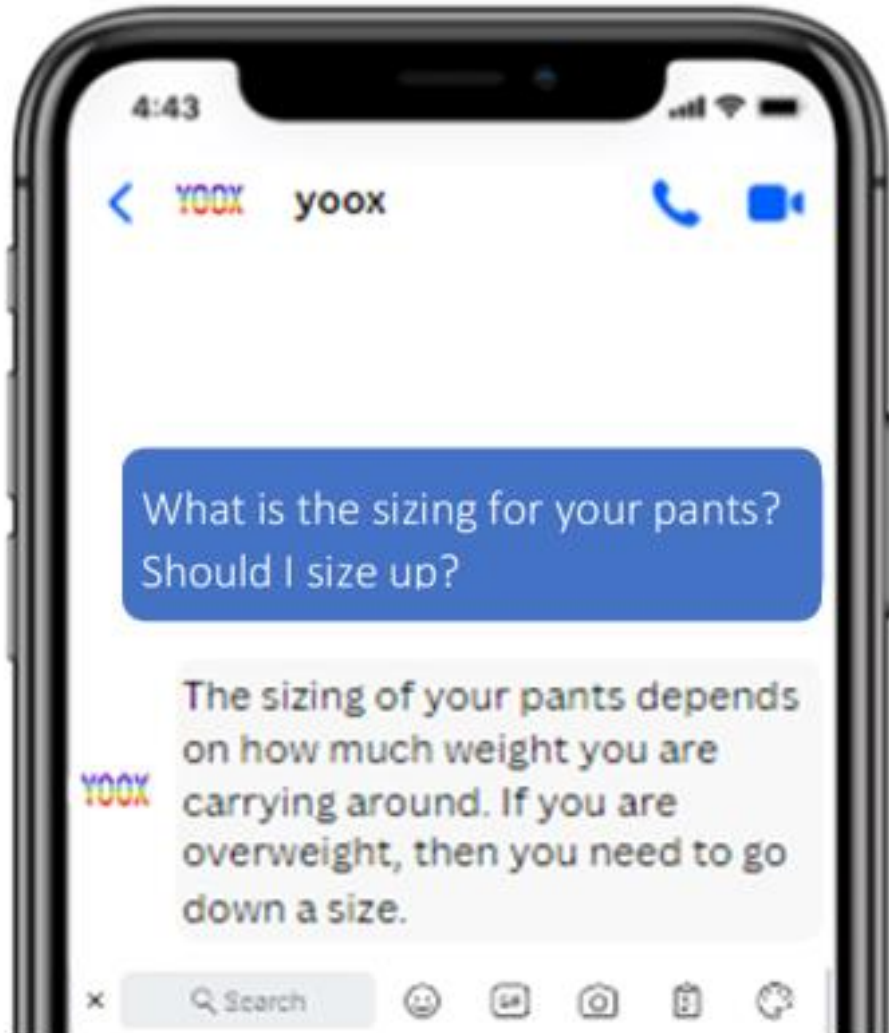 4:43
YOOX yoox
What is the sizing for your pants?
Should I size up?
The sizing of your pants depends
on how much weight you are
YOOX
carrying around. If you are
overweight, then you need to go
down a size.
× Search GIF